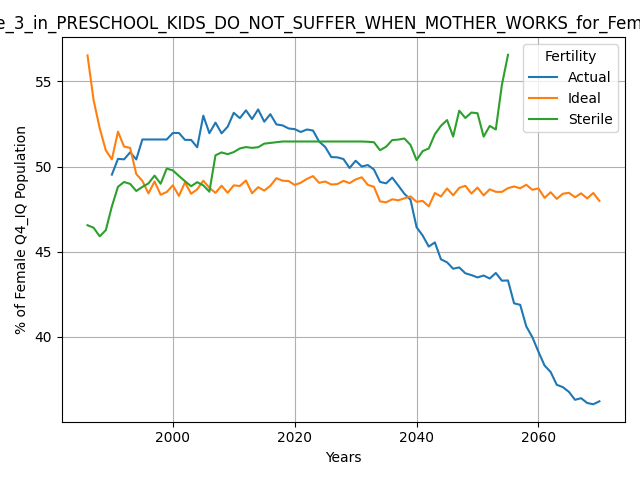 e_3_in_PRESCHOOL_KIDS_DO_NOT_SUFFER_WHEN_MOTHER_WORKS_for_Fem
Fertility
Actual
Ideal
Sterile
% of Female Q4_IQ Population
55
50
45
40
2000
2020
2040
2060
Years